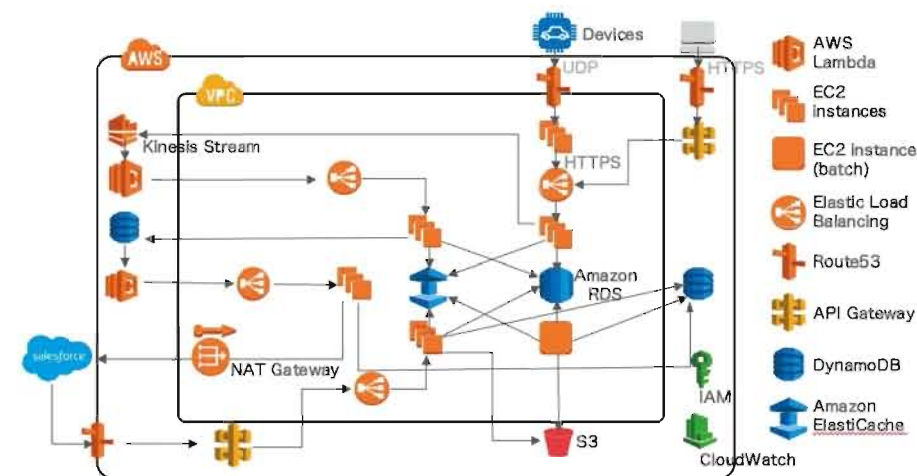 AWS
VPC
Devices
UDP
HTTPS
Kinesis Stream
HTTPS
Amazon
RDS
NAT Gateway
salesforce
IAM
S3
CloudWatch
AWS
Lambda
EC2
instances
EC2 Instance
(batch)
Elastic Load
Balancing
Route53
API Gateway
DynamoDB
Amazon
ElastiCache